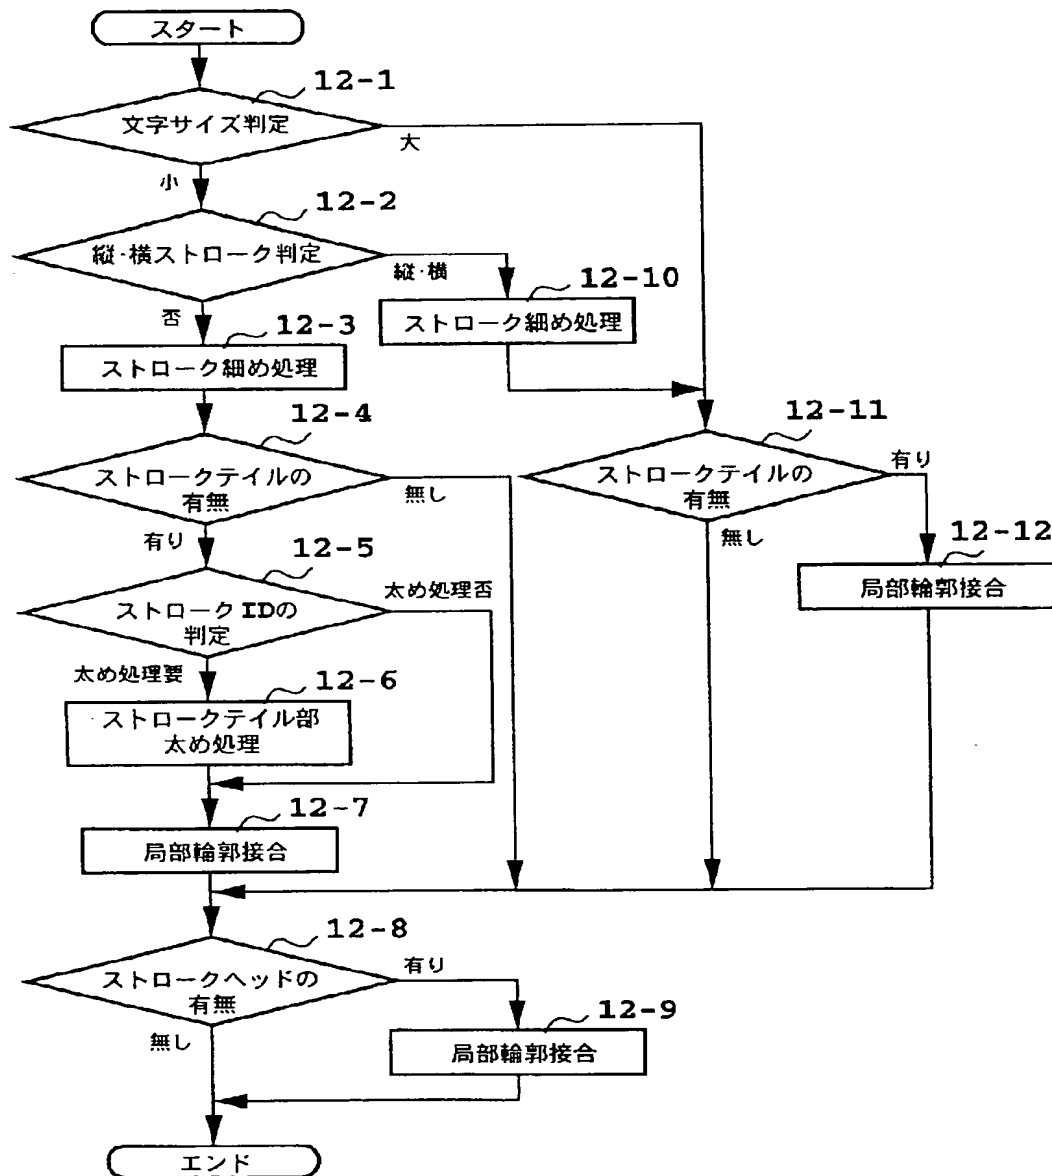 スタート
12-1
文字サイズ判定
大
小
12-2
縦・横ストローク判定
縦・横
12-10
ストローク細め処理
否
12-3
ストローク細め処理
12-4
ストロークテイルの
有無
無し
12-11
ストロークテイルの
有無
有り
無し
有り
12-5
ストロークIDの
判定
太め処理否
12-12
局部輪郭接合
太め処理要
12-6
ストロークテイル部
太め処理
12-7
局部輪郭接合
12-8
ストロークヘッドの
有無
有り
無し
12-9
局部輪郭接合
エンド